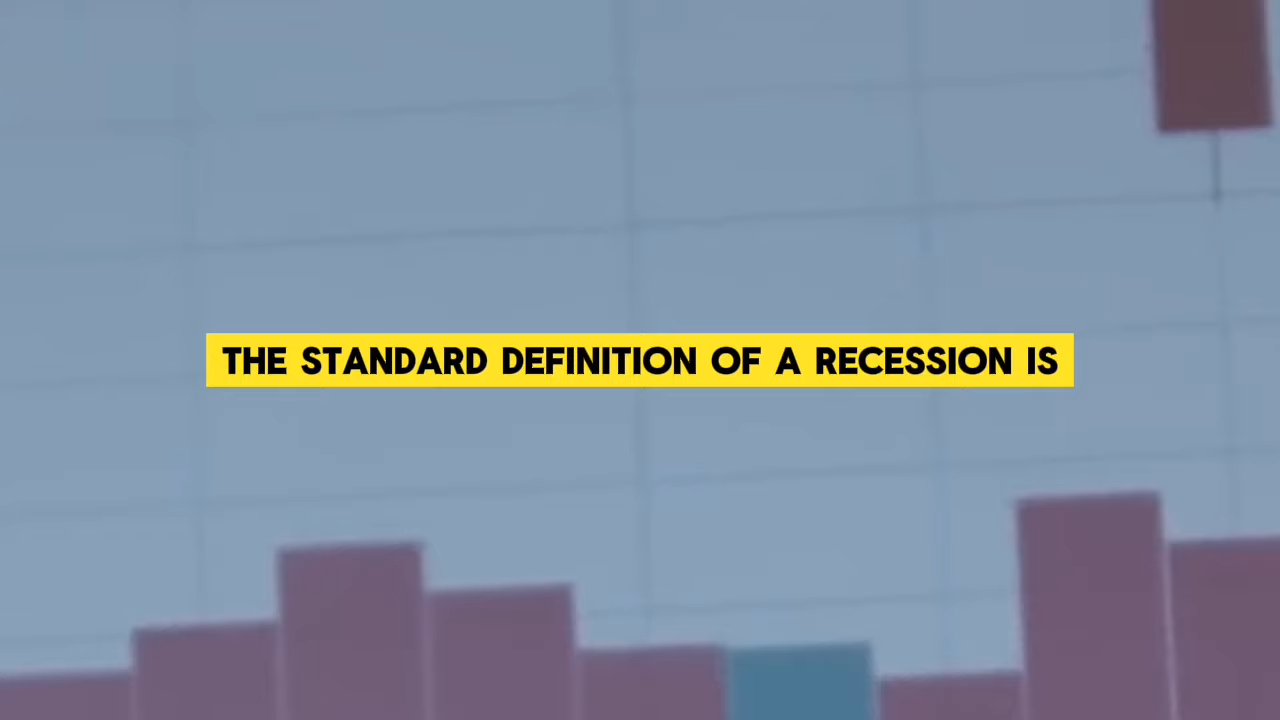 THE STANDARD DEFINITION OF A RECESSION IS